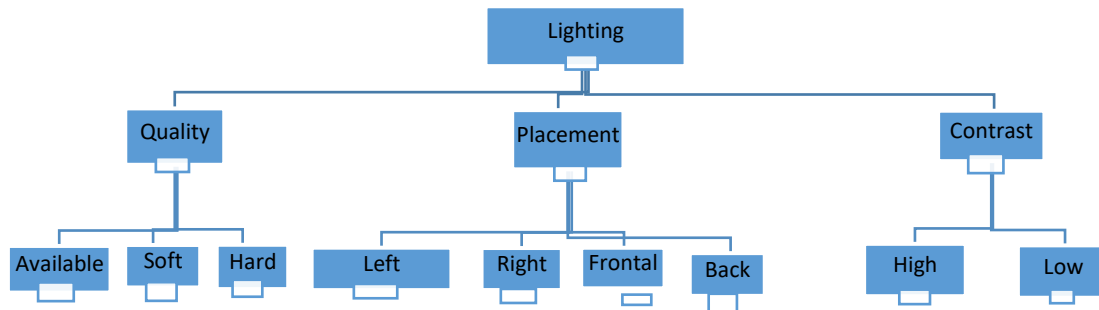 Lighting
Quality
Placement
Contrast
Available
Soft
Hard
Left
Right
Frontal
Back
High
Low